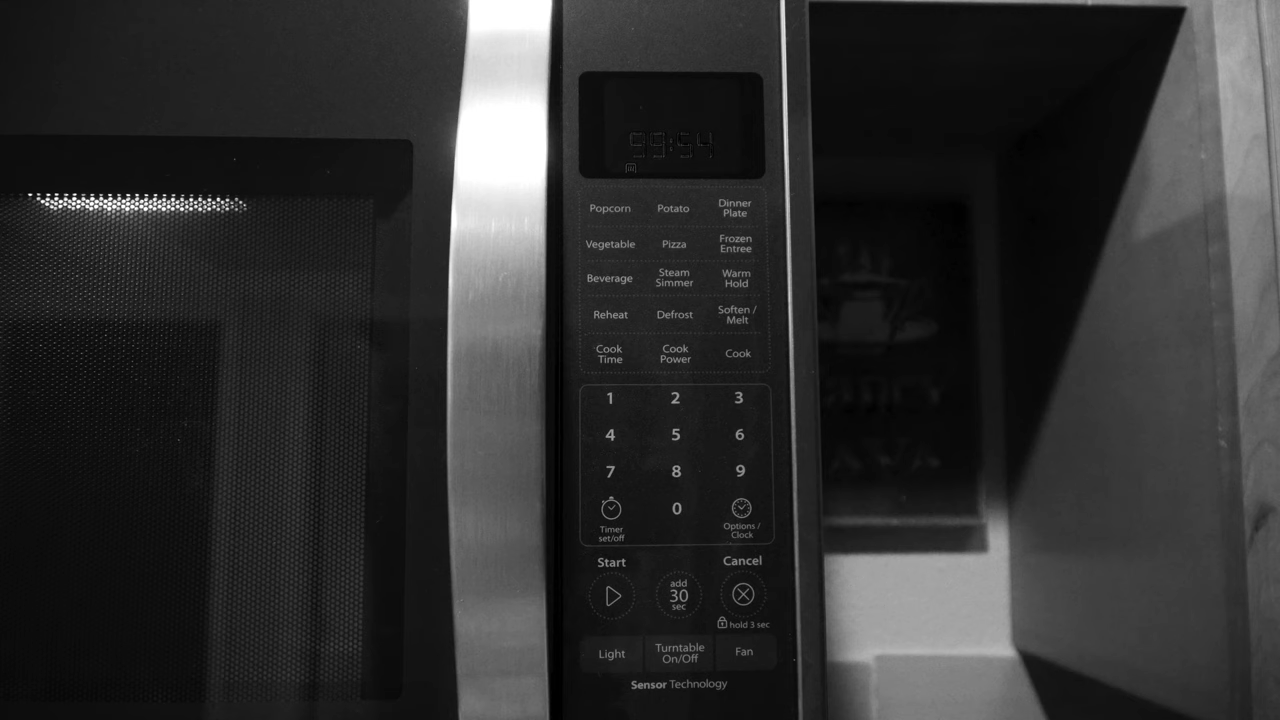 99:54
Popcorn Potato Dinner Plate
Vegetable Pizza Frozen Entree
Beverage Steam Simmer Warm Hold
Reheat Defrost Soften / Melt
Cook Time Cook Power Cook
1 2 3
4 5 6
7 8 9
0
Timer set/off Options / Clock
Start Cancel
add 30 sec
hold 3 sec
Light Turntable On/Off Fan
Sensor Technology